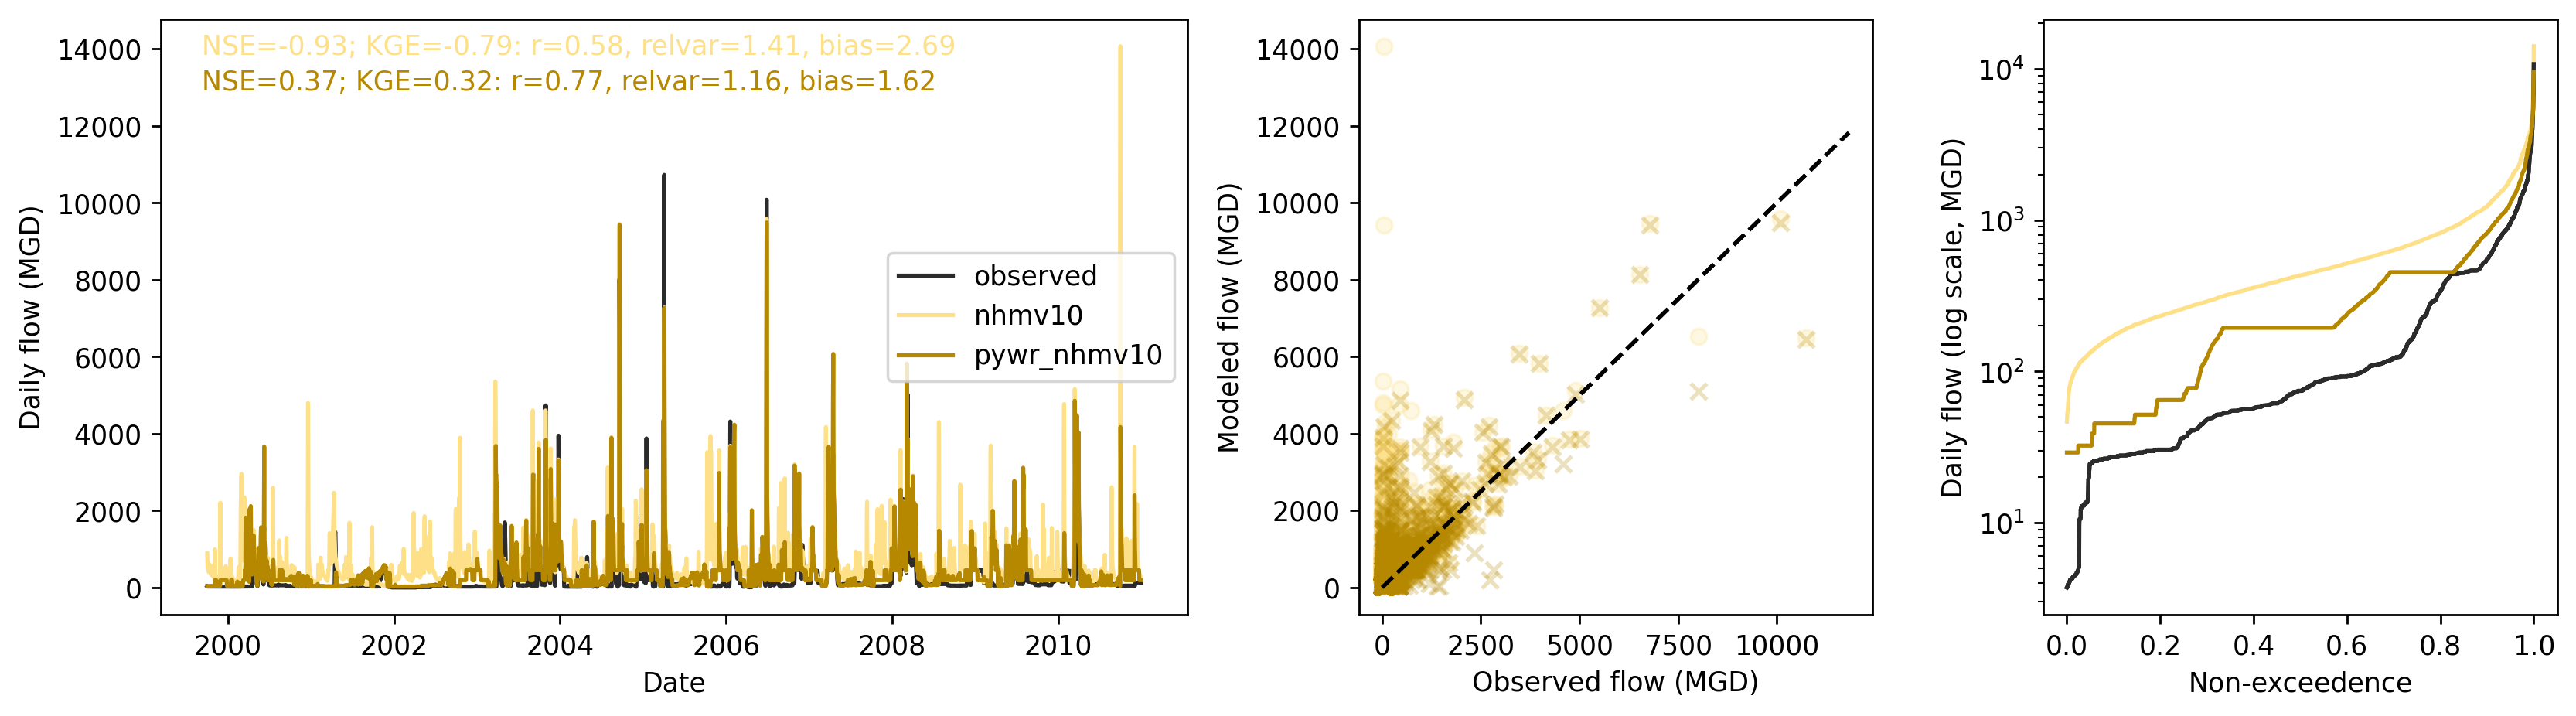 NSE=-0.93; KGE=-0.79: r=0.58, relvar=1.41, bias=2.69
NSE=0.37; KGE=0.32: r=0.77, relvar=1.16, bias=1.62
14000
12000
10000
8000
6000
4000
2000
0
Daily flow (MGD)
observed
nhmv10
pywr_nhmv10
2000 2002 2004 2006 2008 2010
Date
14000
12000
10000
8000
6000
4000
2000
0
Modeled flow (MGD)
0 2500 5000 7500 10000
Observed flow (MGD)
10⁴
10³
10²
10¹
Daily flow (log scale, MGD)
0.0 0.2 0.4 0.6 0.8 1.0
Non-exceedence